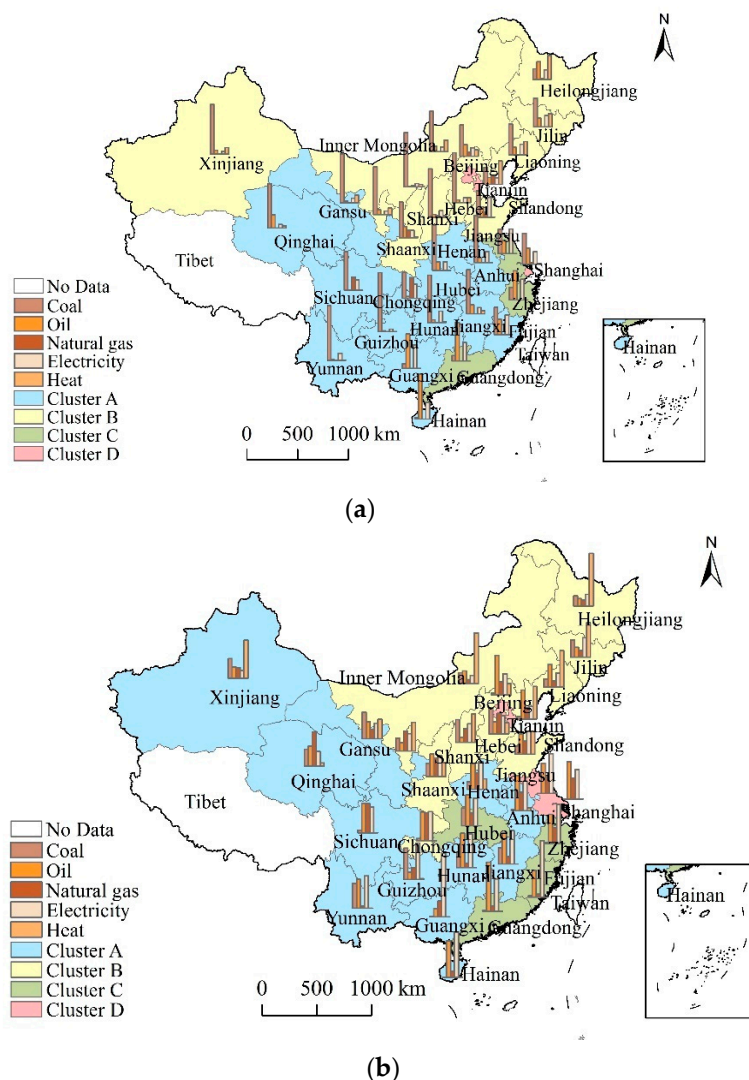 N
Heilongjiang
Jilin
Inner Mongolia
Liaoning
Xinjiang
Beijing
Tianjin
Gansu
Shanxi
Hebei
Shandong
Qinghai
Shaanxi
Henan
Jiangsu
Tibet
Anhui
Shanghai
Sichuan
Chongqing
Hubei
Zhejiang
Hunan
Jiangxi
Fujian
Guizhou
Taiwan
Yunnan
Guangxi
Guangdong
Hainan
Hainan
No Data
Coal
Oil
Natural gas
Electricity
Heat
Cluster A
Cluster B
Cluster C
Cluster D
0 500 1000 km
(a)
N
Heilongjiang
Jilin
Inner Mongolia
Liaoning
Xinjiang
Beijing
Tianjin
Gansu
Shanxi
Hebei
Shandong
Qinghai
Shaanxi
Henan
Jiangsu
Tibet
Anhui
Shanghai
Sichuan
Chongqing
Hubei
Zhejiang
Hunan
Jiangxi
Fujian
Guizhou
Taiwan
Yunnan
Guangxi
Guangdong
Hainan
Hainan
No Data
Coal
Oil
Natural gas
Electricity
Heat
Cluster A
Cluster B
Cluster C
Cluster D
0 500 1000 km
(b)